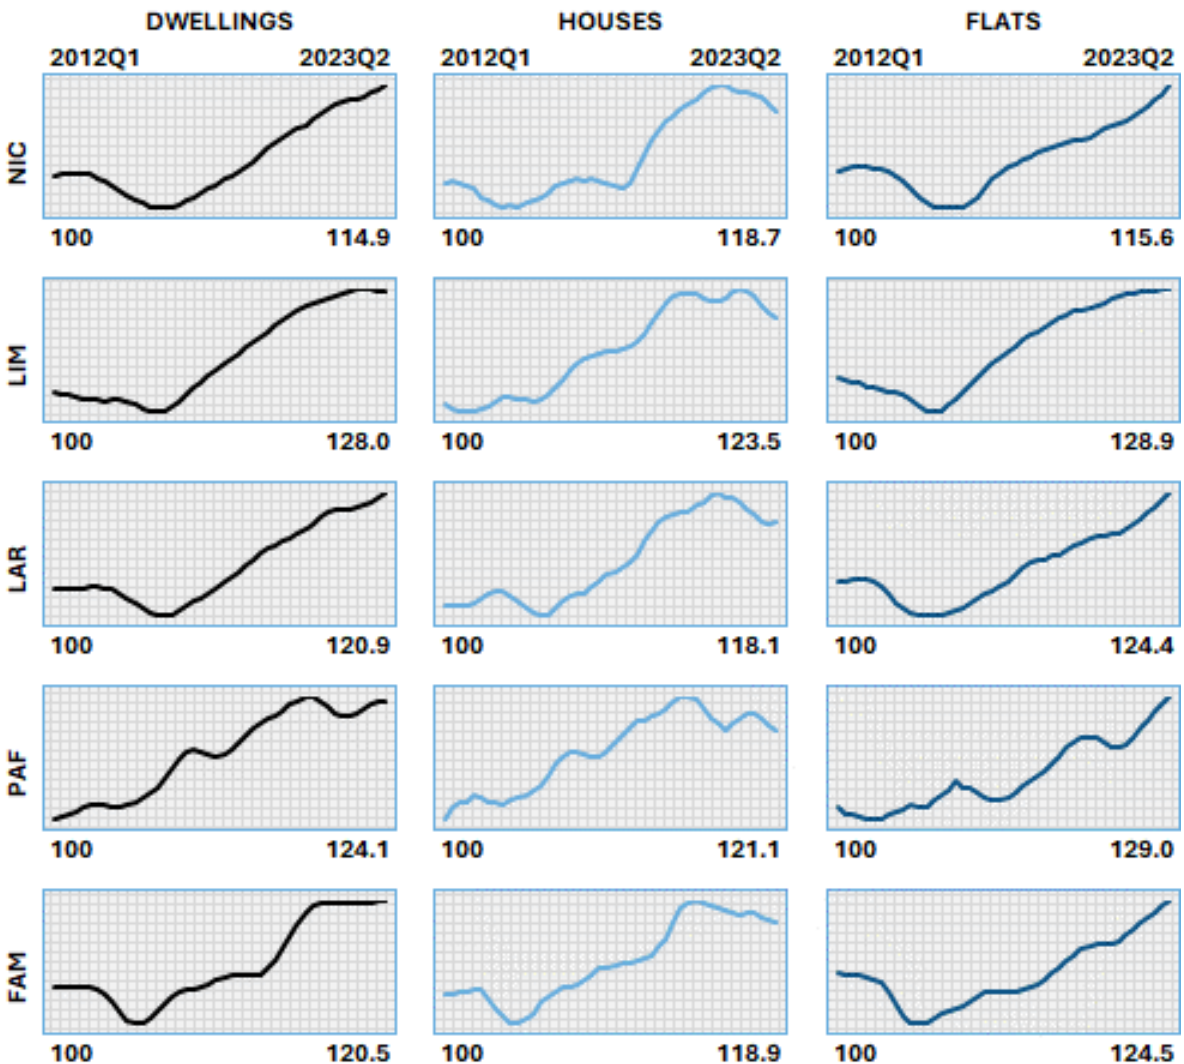 DWELLINGS HOUSES FLATS
2012Q1 2023Q2 2012Q1 2023Q2 2012Q1 2023Q2
NIC
100 114.9 100 118.7 100 115.6
LIM
100 128.0 100 123.5 100 128.9
LAR
100 120.9 100 118.1 100 124.4
PAF
100 124.1 100 121.1 100 129.0
FAM
100 120.5 100 118.9 100 124.5